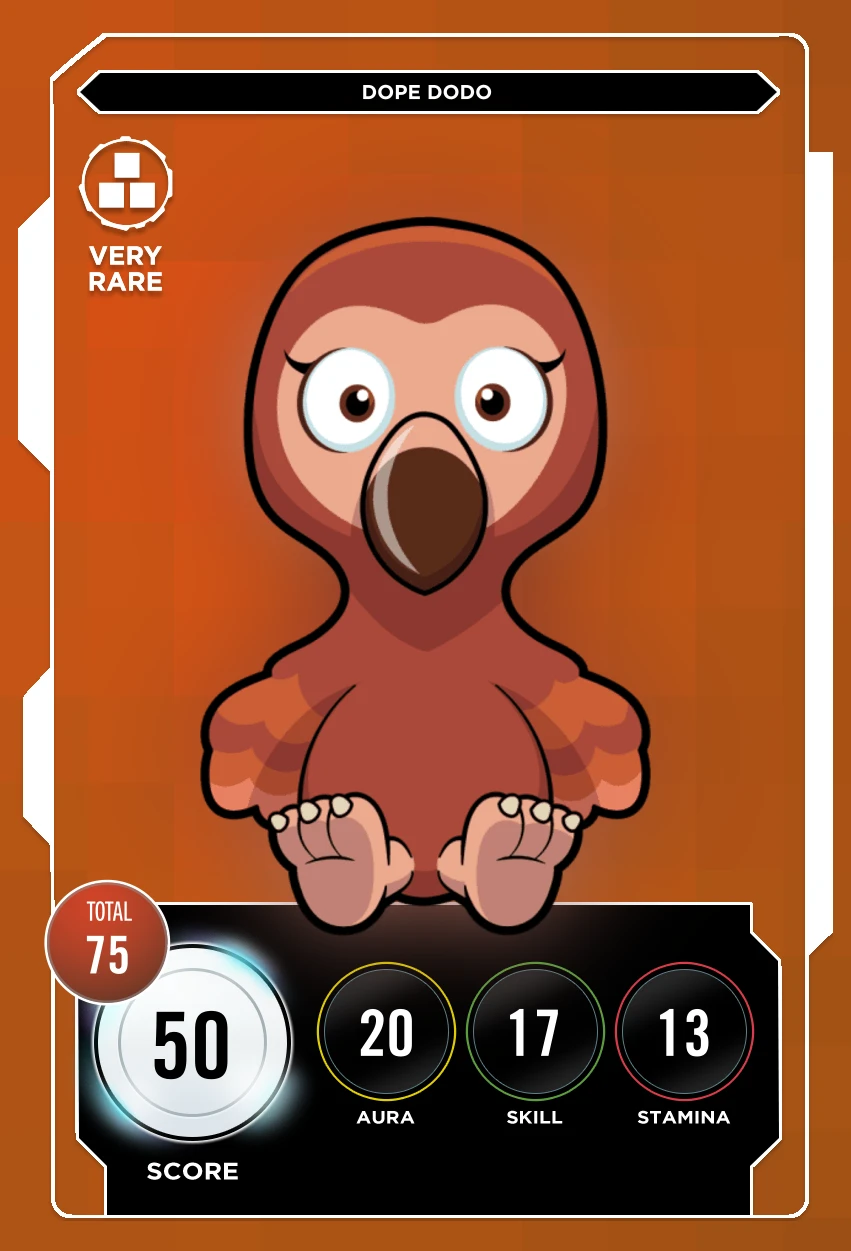 DOPE DODO
VERY
RARE
TOTAL
75
50
SCORE
20
AURA
17
SKILL
13
STAMINA